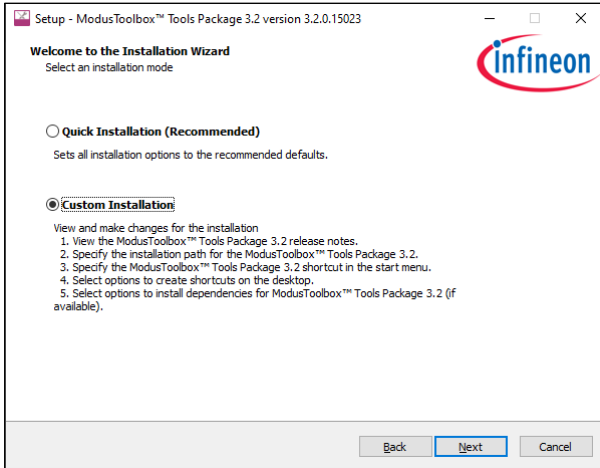 Setup - ModusToolbox™ Tools Package 3.2 version 3.2.0.15023
Welcome to the Installation Wizard
Select an installation mode
infineon
Quick Installation (Recommended)
Sets all installation options to the recommended defaults.
Custom Installation
View and make changes for the installation
1. View the ModusToolbox™ Tools Package 3.2 release notes.
2. Specify the installation path for the ModusToolbox™ Tools Package 3.2.
3. Specify the ModusToolbox™ Tools Package 3.2 shortcut in the start menu.
4. Select options to create shortcuts on the desktop.
5. Select options to install dependencies for ModusToolbox™ Tools Package 3.2 (if
available).
Back
Next
Cancel